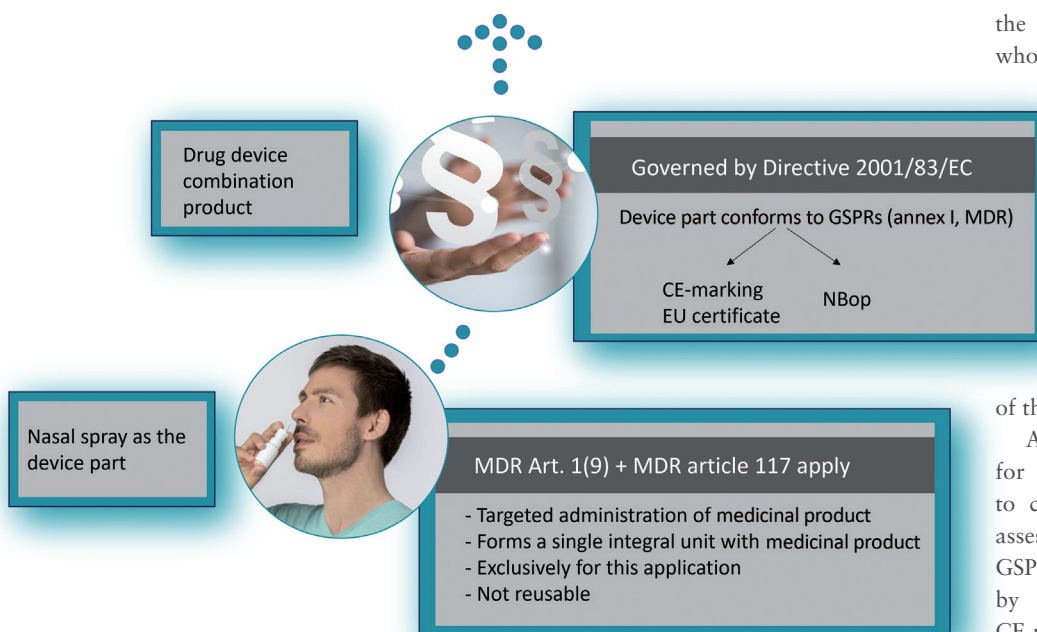 the
who
Drug device
combination
product
§ §
Governed by Directive 2001/83/EC
Device part conforms to GSPRs (annex I, MDR)
CE-marking
EU certificate
NBop
Nasal spray as the
device part
MDR Art. 1(9) + MDR article 117 apply
- Targeted administration of medicinal product
- Forms a single integral unit with medicinal product
- Exclusively for this application
- Not reusable
of th
A
for
to c
asses
GSP
by